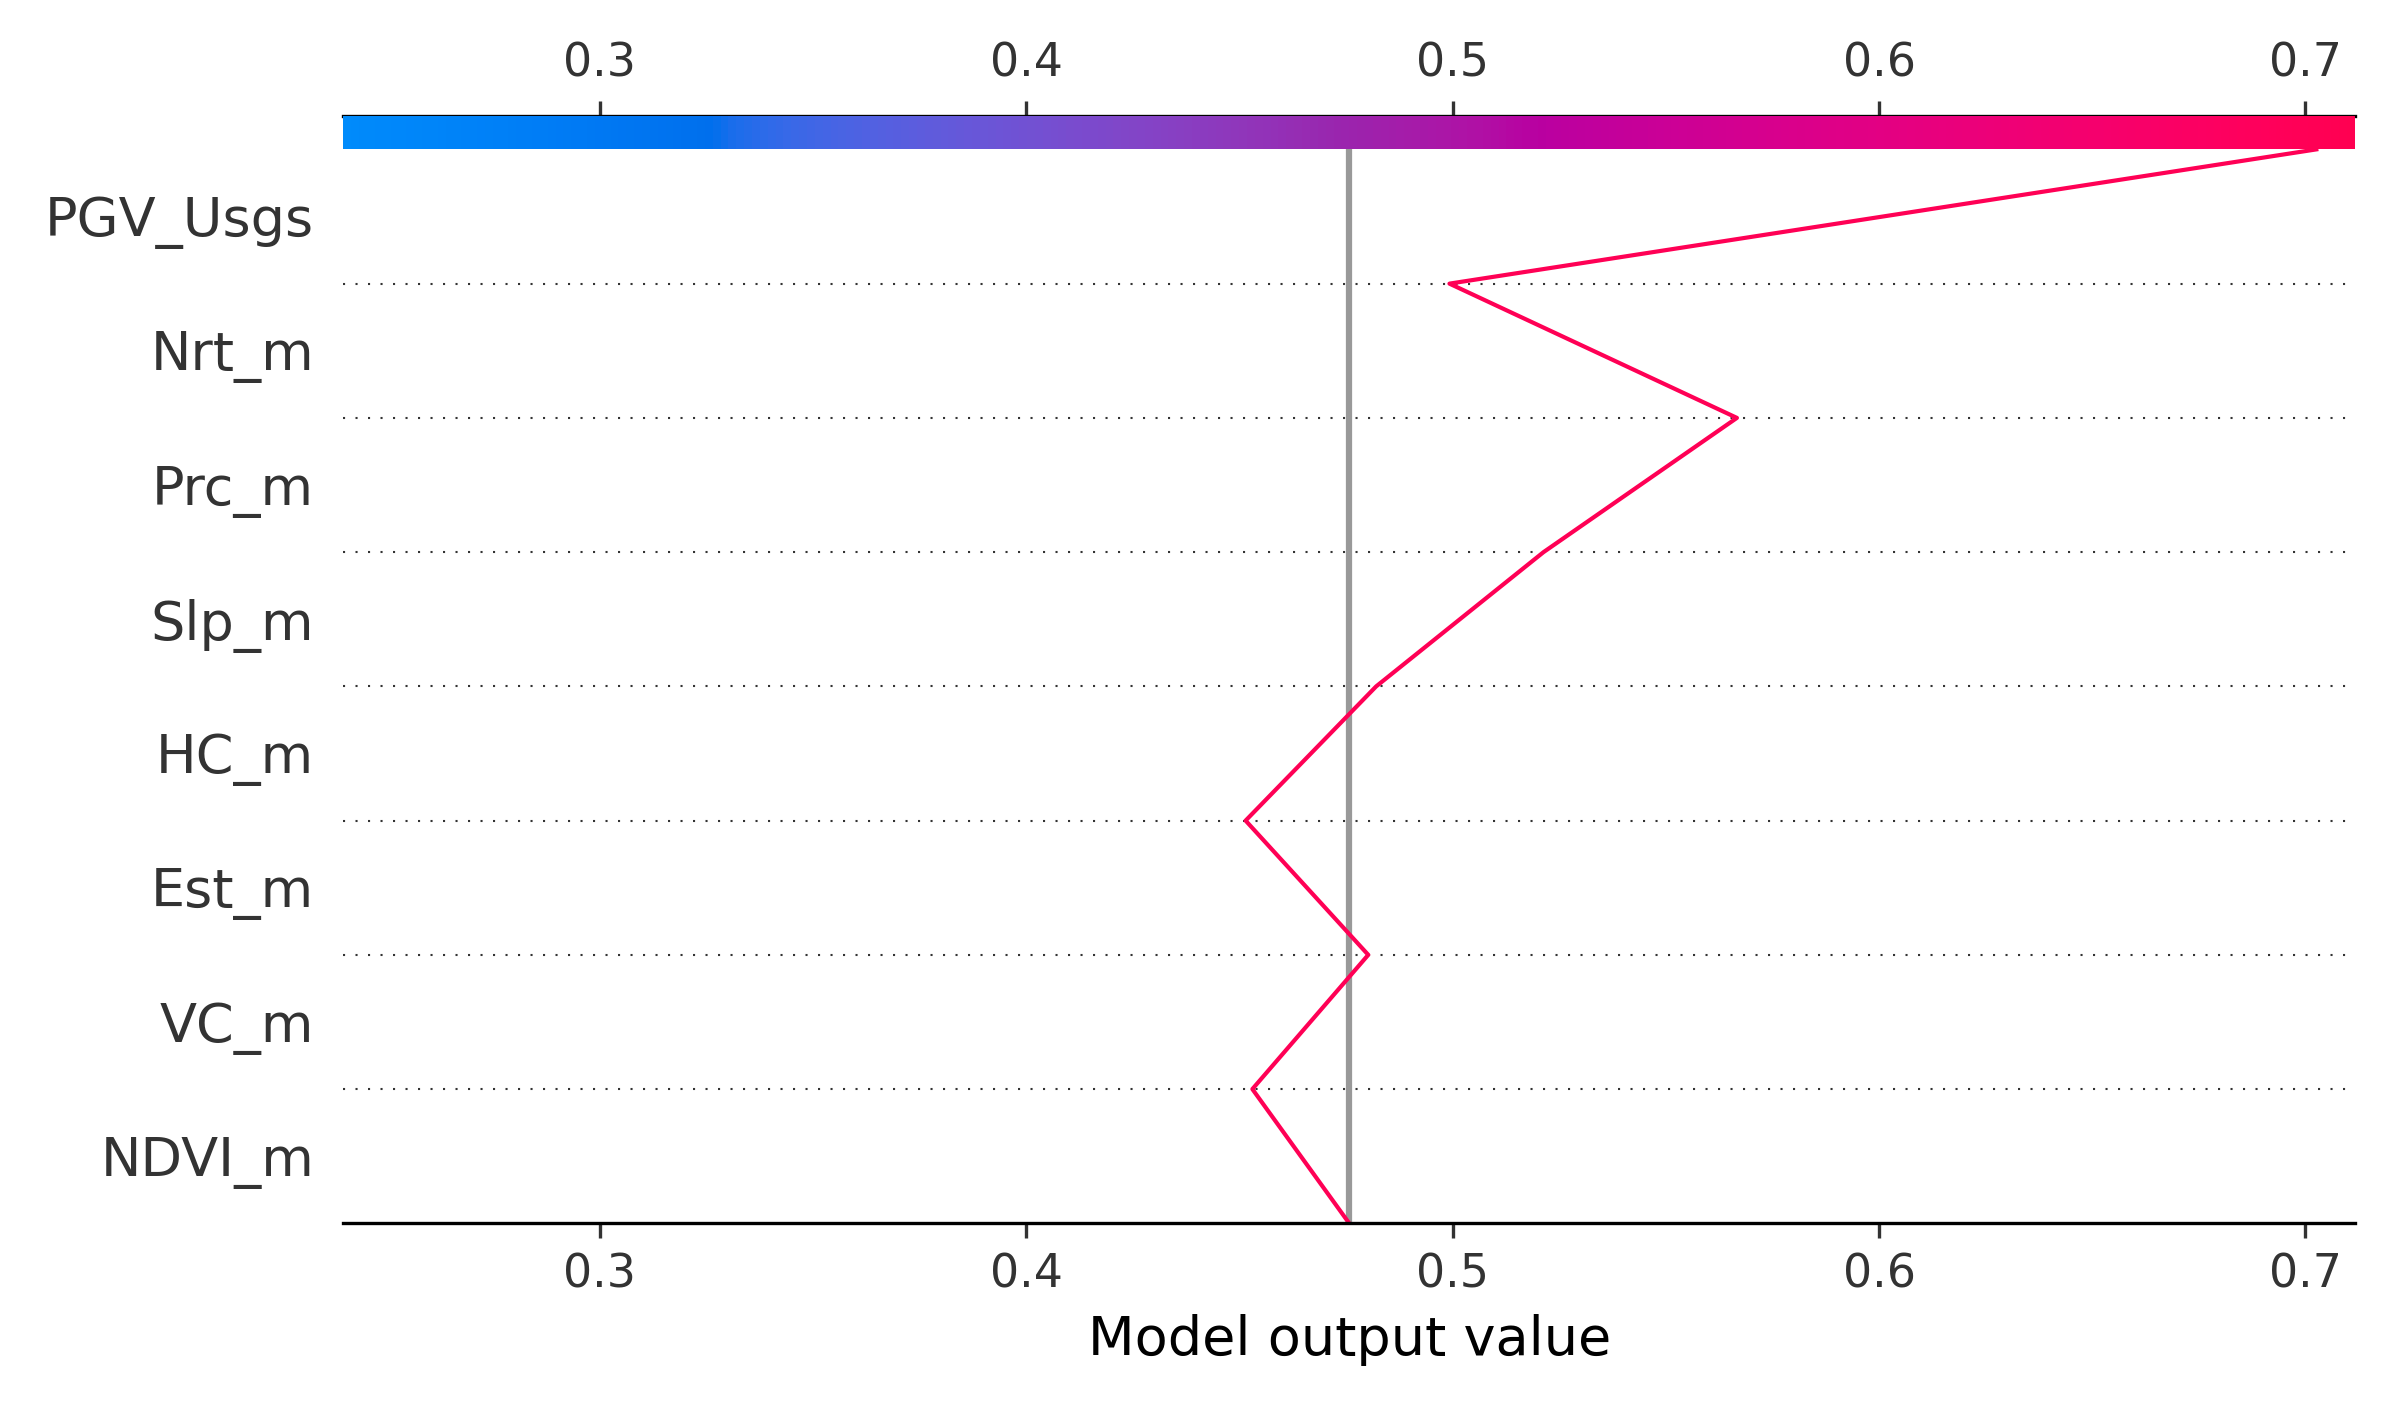 0.3 0.4 0.5 0.6 0.7
PGV_Usgs
Nrt_m
Prc_m
Slp_m
HC_m
Est_m
VC_m
NDVI_m
0.3 0.4 0.5 0.6 0.7
Model output value